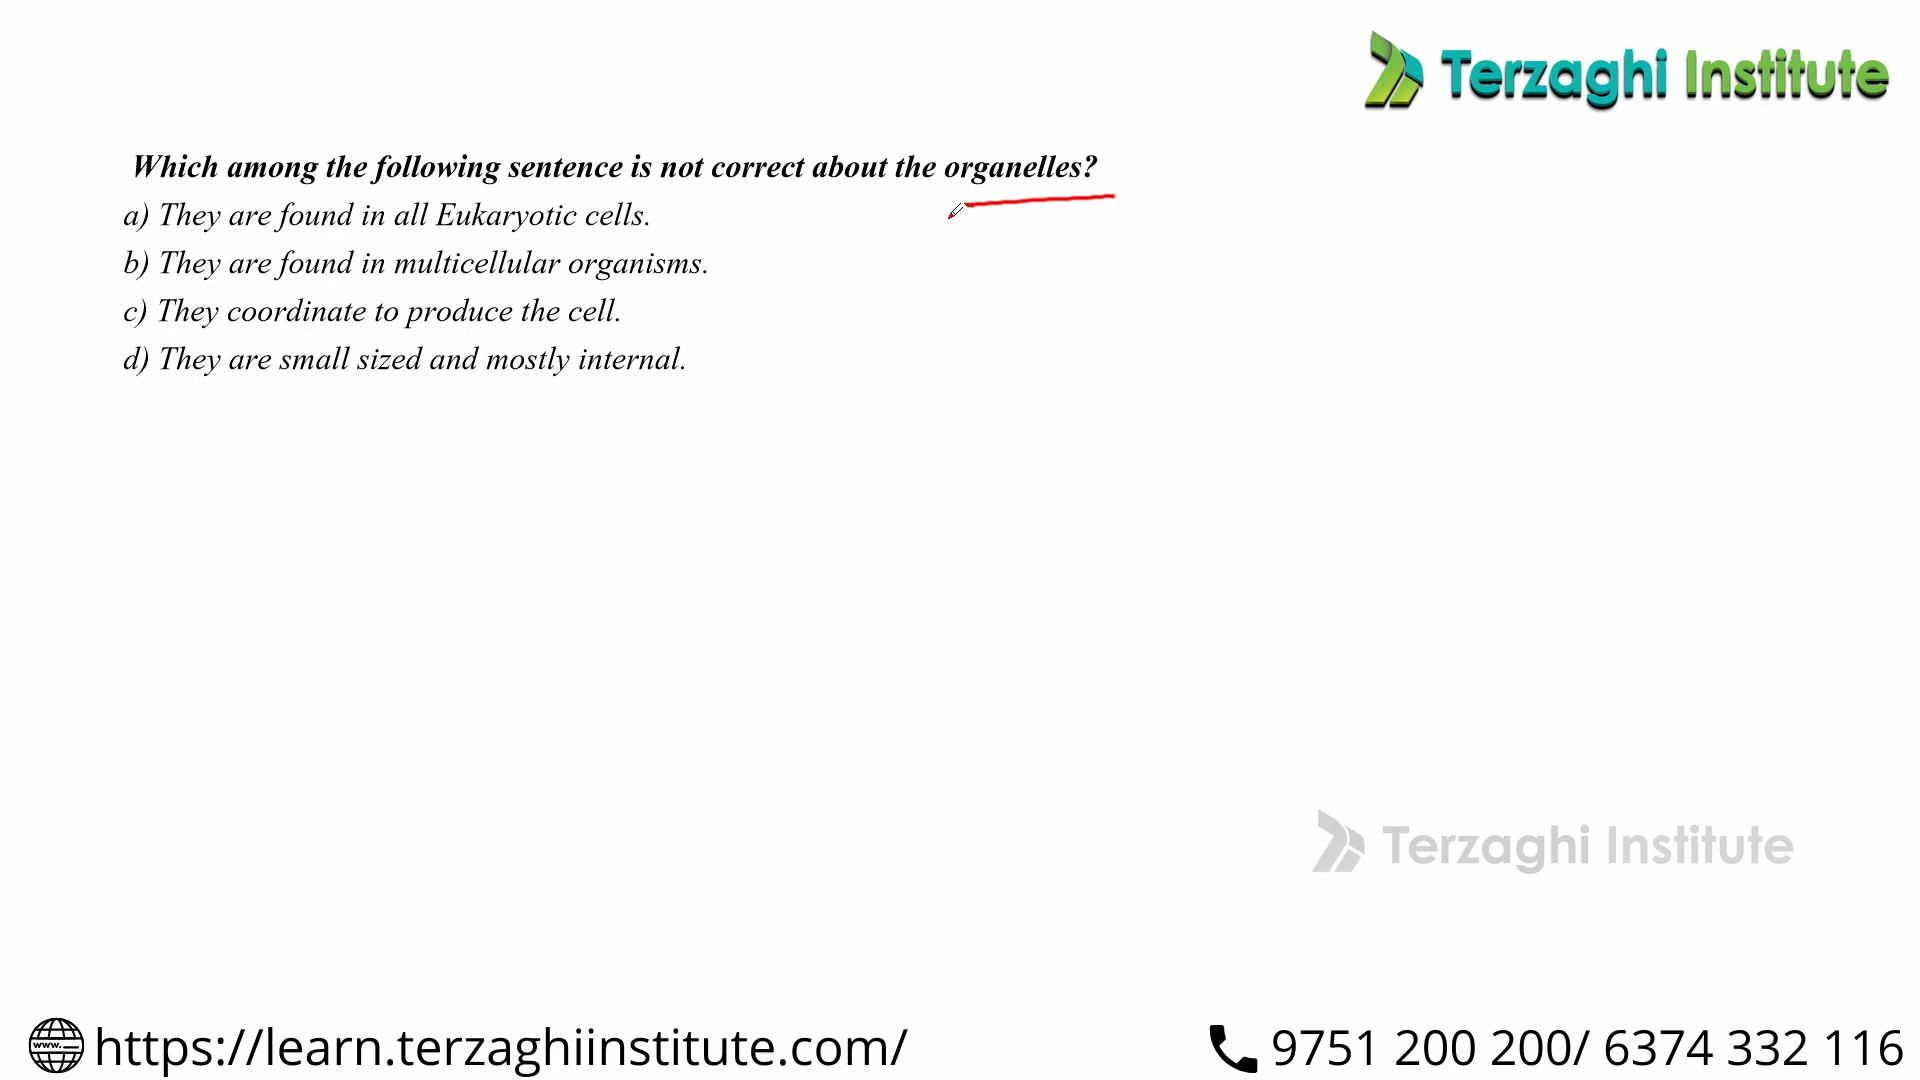 Terzaghi Institute
Which among the following sentence is not correct about the organelles?
a) They are found in all Eukaryotic cells.
b) They are found in multicellular organisms.
c) They coordinate to produce the cell.
d) They are small sized and mostly internal.
Terzaghi Institute
www. https://learn.terzaghiinstitute.com/ 9751 200 200/ 6374 332 116